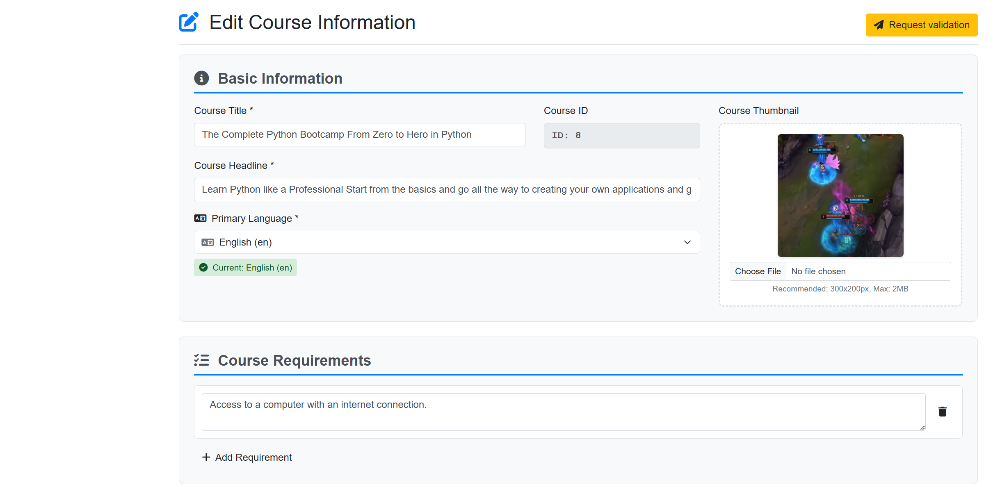 Edit Course Information
Request validation
Basic Information
Course Title *
Course ID
Course Thumbnail
The Complete Python Bootcamp From Zero to Hero in Python
ID: 8
Course Headline *
Learn Python like a Professional Start from the basics and go all the way to creating your own applications and g
Primary Language *
English (en)
Current: English (en)
8
T1 Oner
8
8
Choose File
No file chosen
Recommended: 300x200px, Max: 2MB
Course Requirements
Access to a computer with an internet connection.
Add Requirement